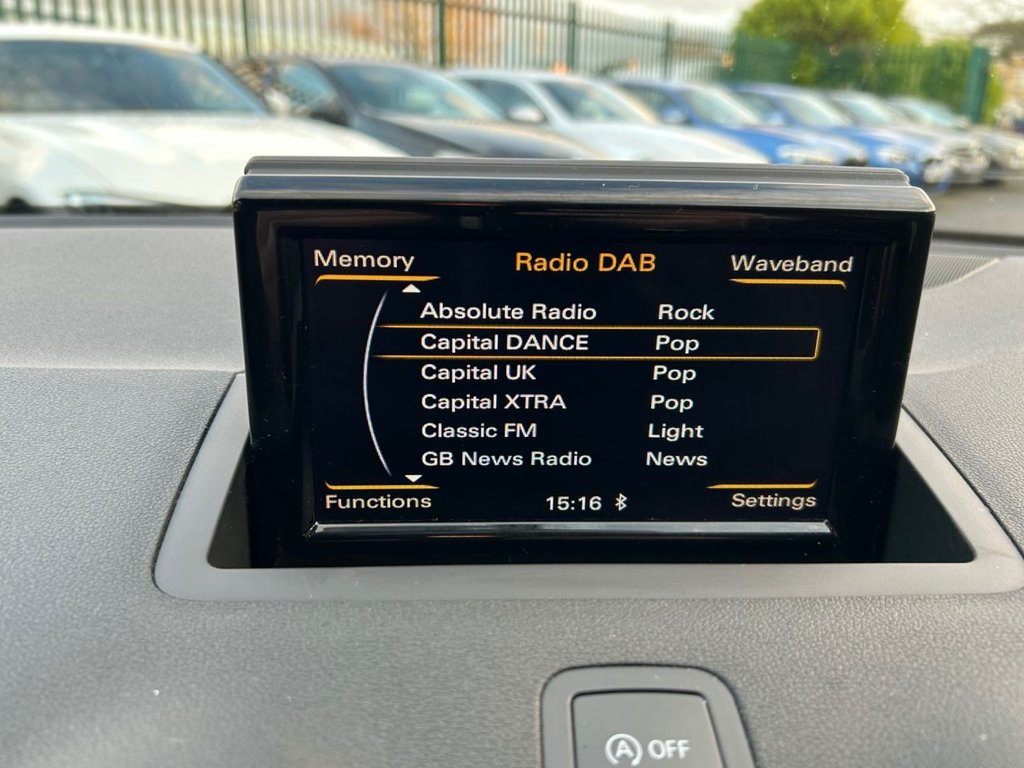 Memory Radio DAB Waveband
Absolute Radio Rock
Capital DANCE Pop
Capital UK Pop
Capital XTRA Pop
Classic FM Light
GB News Radio News
Functions 15:16 Settings
A OFF